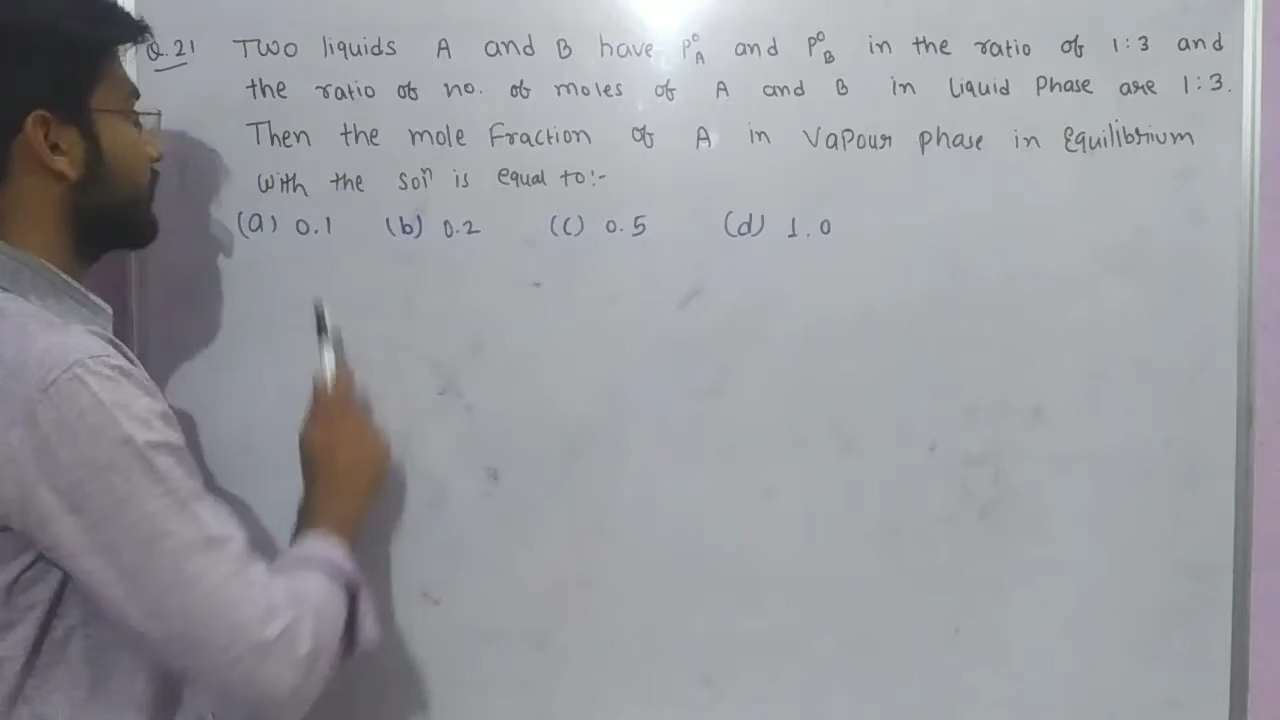 Q.21 Two liquids A and B have P°A and P°B in the ratio of 1:3 and
the ratio of no. of moles of A and B in liquid Phase are 1:3.
Then the mole Fraction of A in Vapour phase in Equilibrium
with the solⁿ is equal to:-
(a) 0.1 (b) 0.2 (c) 0.5 (d) 1.0